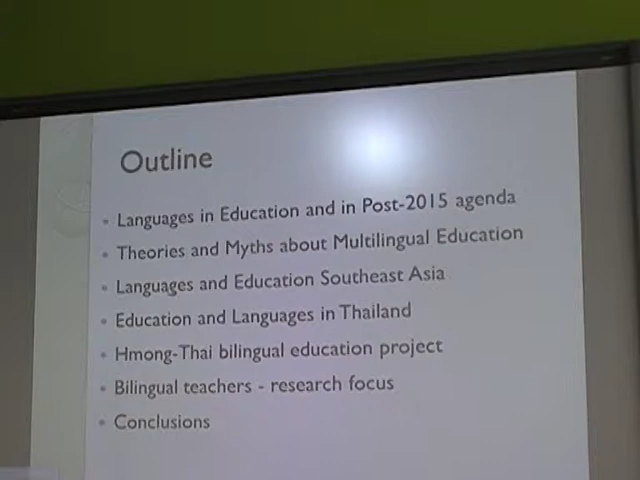 Outline
Languages in Education and in Post-2015 agenda
Theories and Myths about Multilingual Education
Languages and Education Southeast Asia
Education and Languages in Thailand
Hmong-Thai bilingual education project
Bilingual teachers - research focus
Conclusions